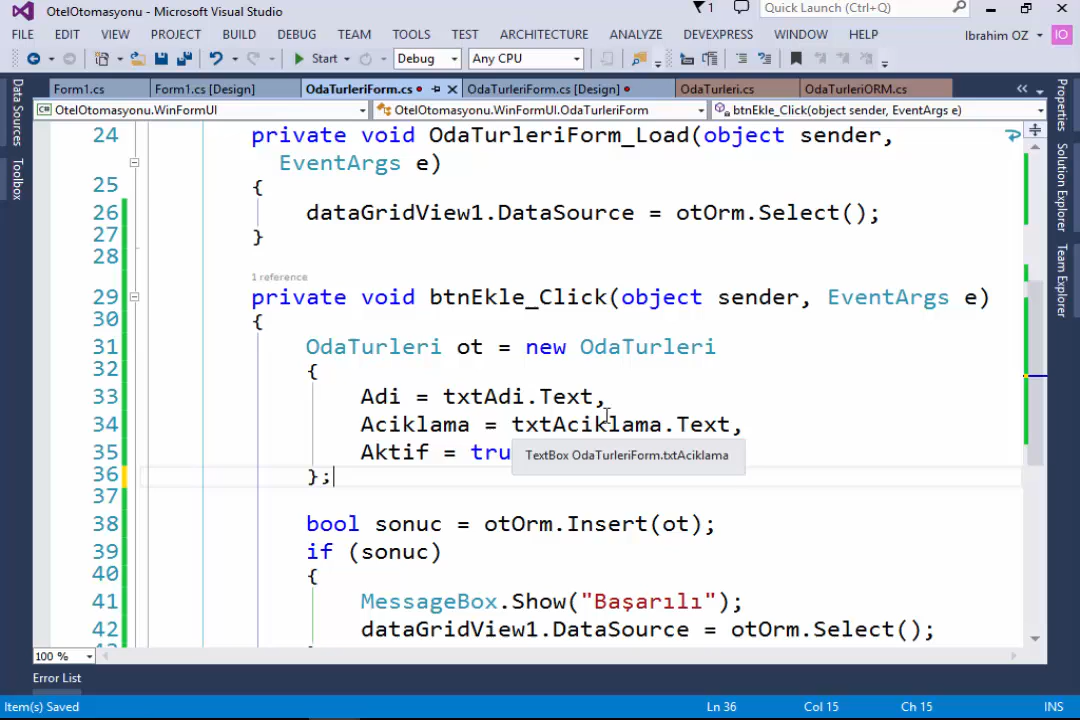 OtelOtomasyonu - Microsoft Visual Studio
1
Quick Launch (Ctrl+Q)
FILE EDIT VIEW PROJECT BUILD DEBUG TEAM TOOLS TEST ARCHITECTURE ANALYZE DEVEXPRESS WINDOW HELP
Ibrahim OZ IO
Start Debug Any CPU
Form1.cs Form1.cs [Design] OdaTurleriForm.cs OdaTurleriForm.cs [Design] OdaTurleri.cs OdaTurleriORM.cs
C# OtelOtomasyonu.WinFormUI OtelOtomasyonu.WinFormUI.OdaTurleriForm btnEkle_Click(object sender, EventArgs e)
Data Sources
Toolbox
Properties
Solution Explorer
Team Explorer
24 private void OdaTurleriForm_Load(object sender,
EventArgs e)
25 {
26 dataGridView1.DataSource = otOrm.Select();
27 }
28
1 reference
29 private void btnEkle_Click(object sender, EventArgs e)
30 {
31 OdaTurleri ot = new OdaTurleri
32 {
33 Adi = txtAdi.Text,
34 Aciklama = txtAciklama.Text,
35 Aktif = tru
TextBox OdaTurleriForm.txtAciklama
36 };
37
38 bool sonuc = otOrm.Insert(ot);
39 if (sonuc)
40 {
41 MessageBox.Show("Başarılı");
42 dataGridView1.DataSource = otOrm.Select();
100 %
Error List
Item(s) Saved Ln 36 Col 15 Ch 15 INS